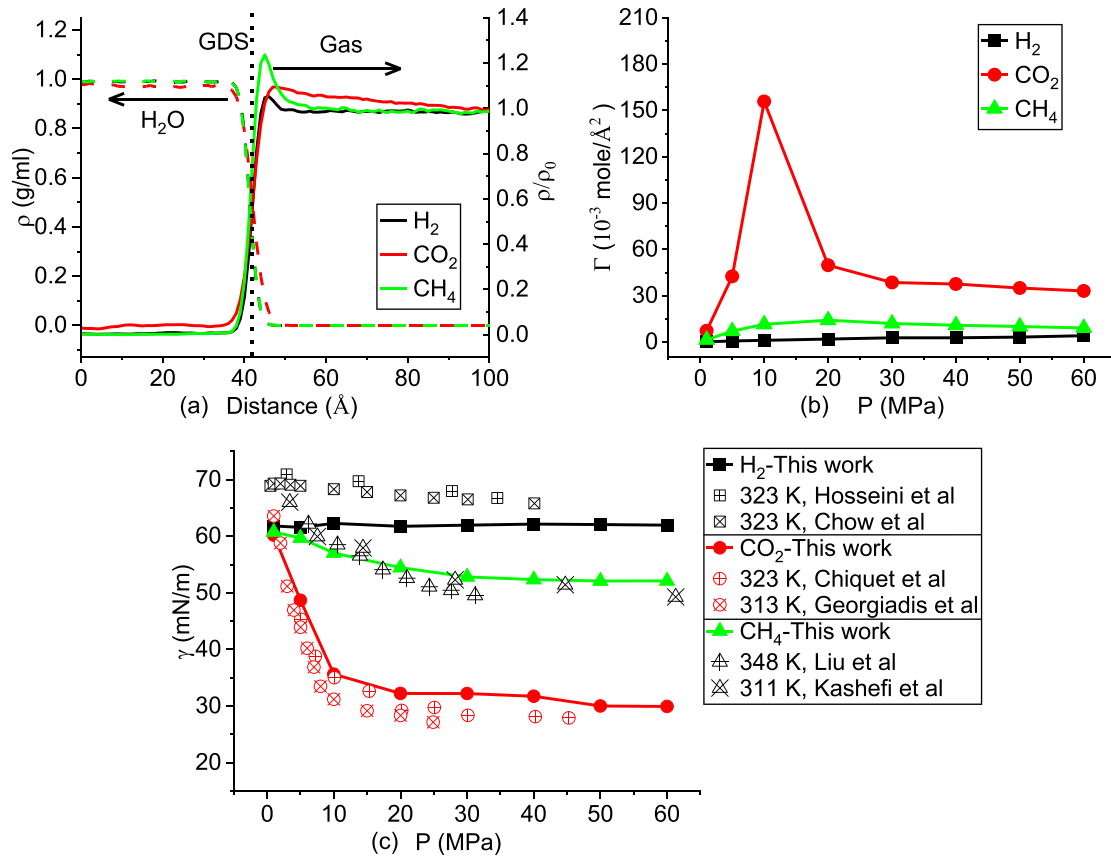 1.2
1.0
0.8
0.6
0.4
0.2
0.0
ρ (g/ml)
1.4
1.2
1.0
0.8
0.6
0.4
0.2
0.0
ρ/ρ₀
GDS
Gas
H₂O
H₂
CO₂
CH₄
0 20 40 60 80 100
(a) Distance (Å)
210
180
150
120
90
60
30
0
Γ (10⁻³ mole/Å²)
H₂
CO₂
CH₄
0 10 20 30 40 50 60
(b) P (MPa)
70
60
50
40
30
20
γ (mN/m)
0 10 20 30 40 50 60
(c) P (MPa)
H₂-This work
323 K, Hosseini et al
323 K, Chow et al
CO₂-This work
323 K, Chiquet et al
313 K, Georgiadis et al
CH₄-This work
348 K, Liu et al
311 K, Kashefi et al